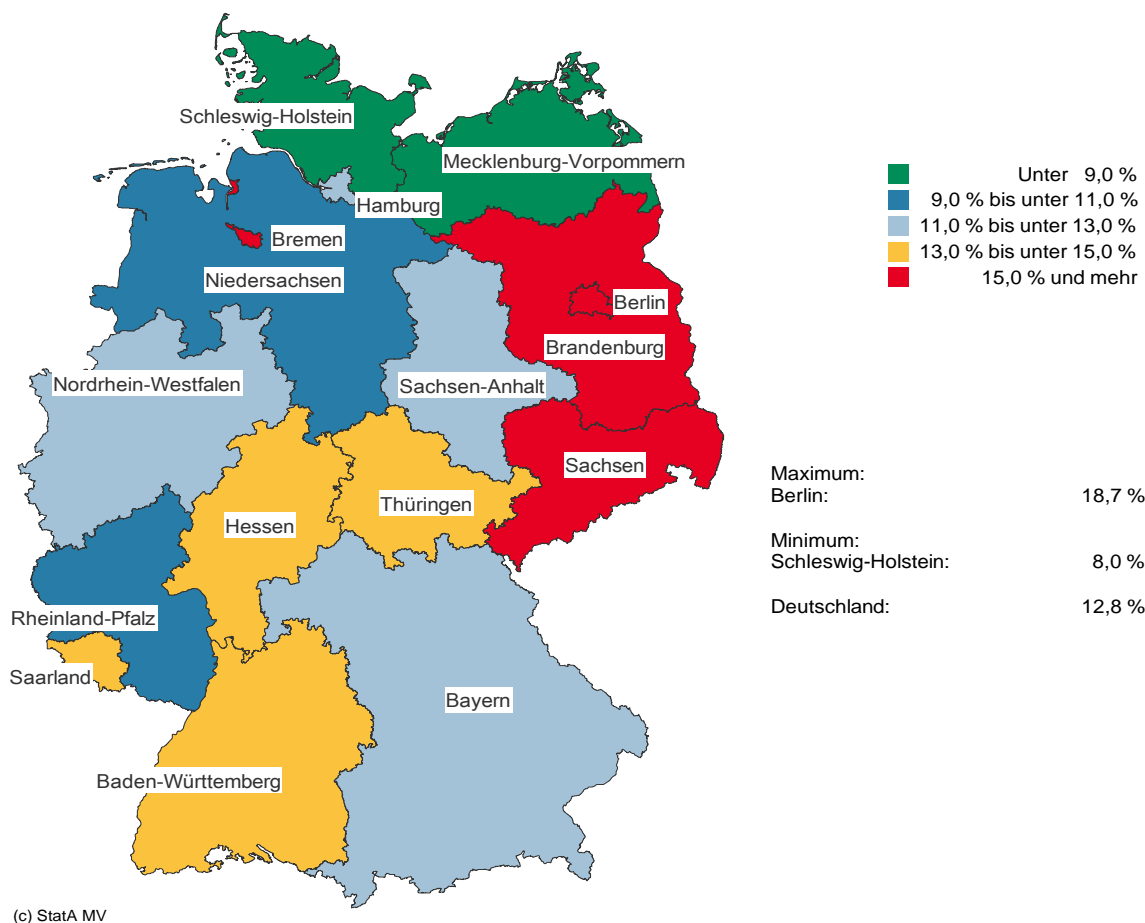 Schleswig-Holstein
Mecklenburg-Vorpommern
Hamburg
Bremen
Niedersachsen
Berlin
Brandenburg
Nordrhein-Westfalen
Sachsen-Anhalt
Sachsen
Thüringen
Hessen
Rheinland-Pfalz
Saarland
Bayern
Baden-Württemberg
Unter 9,0 %
9,0 % bis unter 11,0 %
11,0 % bis unter 13,0 %
13,0 % bis unter 15,0 %
15,0 % und mehr
Maximum:
Berlin: 18,7 %
Minimum:
Schleswig-Holstein: 8,0 %
Deutschland: 12,8 %
(c) StatA MV